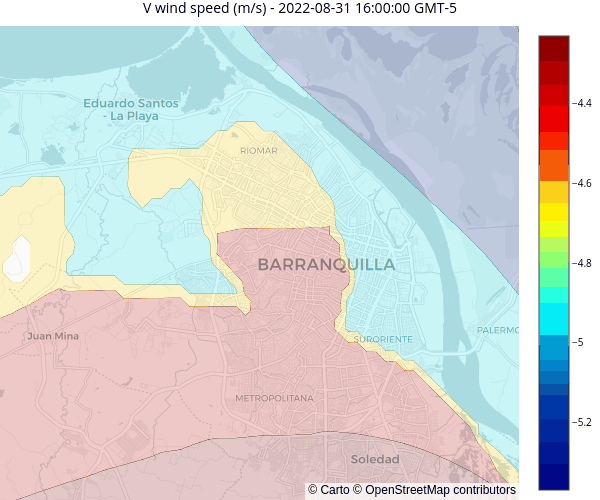 V wind speed (m/s) - 2022-08-31 16:00:00 GMT-5
Eduardo Santos
- La Playa
RIOMAR
BARRANQUILLA
PALERMO
SURORIENTE
Juan Mina
METROPOLITANA
Soledad
© Carto © OpenStreetMap contributors
−4.4
−4.6
−4.8
−5
−5.2